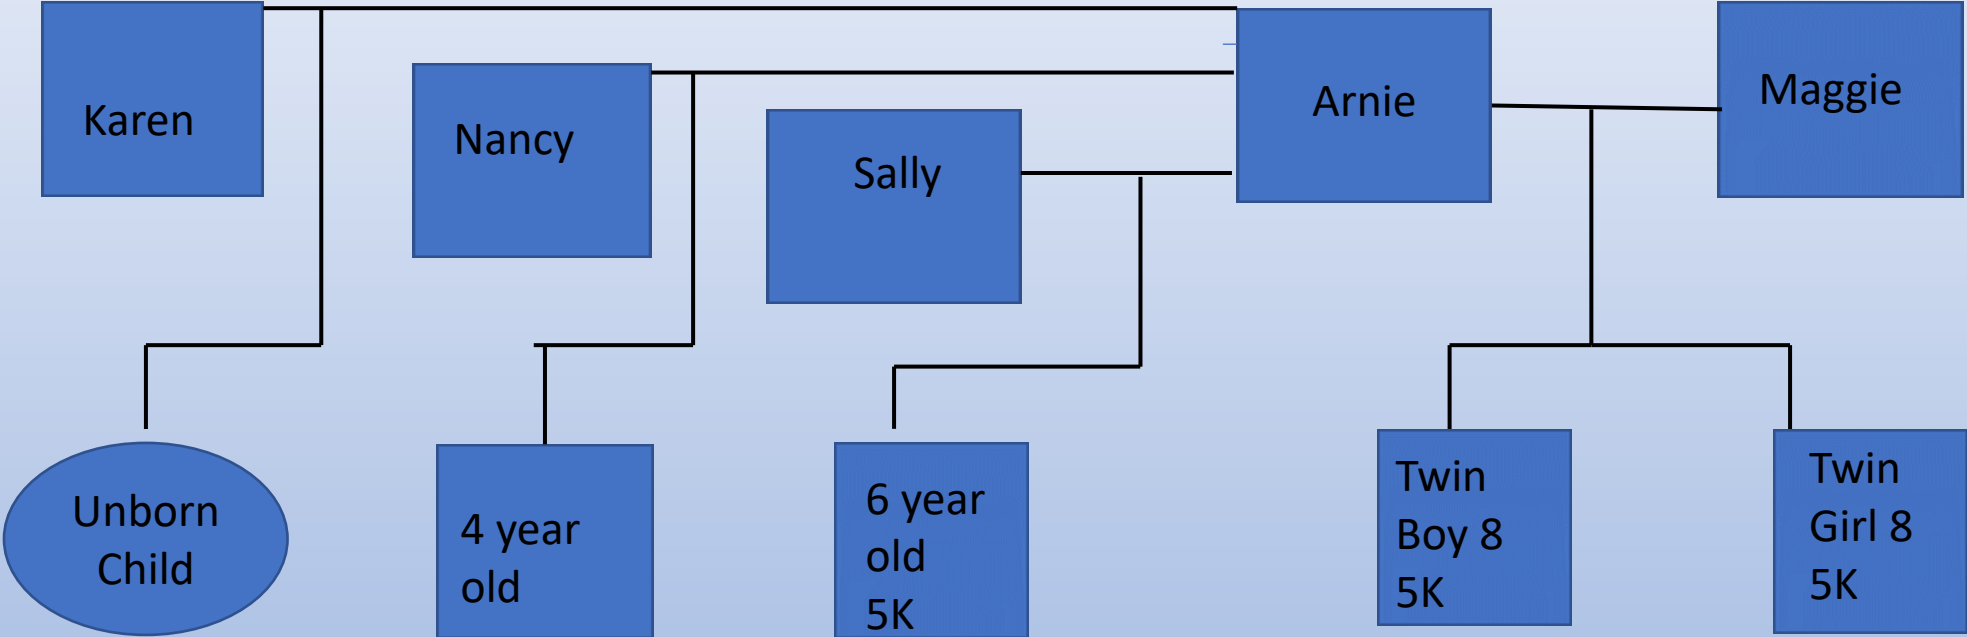 Karen
Nancy
Sally
Arnie
Maggie
Unborn
Child
4 year
old
6 year
old
5K
Twin
Boy 8
5K
Twin
Girl 8
5K